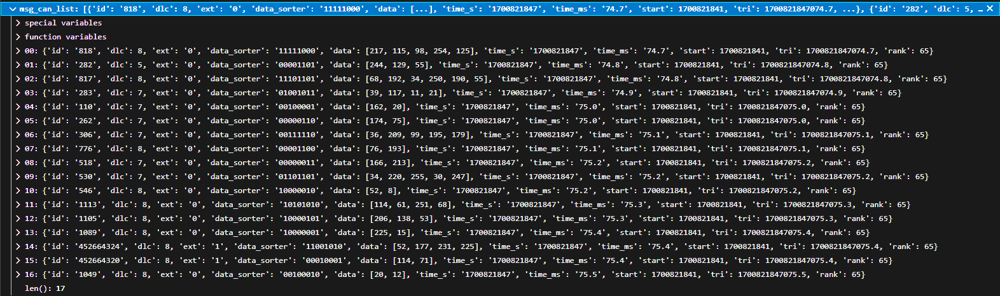 msg_can_list: [{'id': '818', 'dlc': 8, 'ext': '0', 'data_sorter': '11111000', 'data': [...], 'time_s': '1700821847', 'time_ms': '74.7', 'start': 1700821841, 'tri': 1700821847074.7, ...}, {'id': '282', 'dlc': 5, …
special variables
function variables
00: {'id': '818', 'dlc': 8, 'ext': '0', 'data_sorter': '11111000', 'data': [217, 115, 98, 254, 125], 'time_s': '1700821847', 'time_ms': '74.7', 'start': 1700821841, 'tri': 1700821847074.7, 'rank': 65}
01: {'id': '282', 'dlc': 5, 'ext': '0', 'data_sorter': '00001101', 'data': [244, 129, 55], 'time_s': '1700821847', 'time_ms': '74.8', 'start': 1700821841, 'tri': 1700821847074.8, 'rank': 65}
02: {'id': '817', 'dlc': 8, 'ext': '0', 'data_sorter': '11101101', 'data': [68, 192, 34, 250, 190, 55], 'time_s': '1700821847', 'time_ms': '74.8', 'start': 1700821841, 'tri': 1700821847074.8, 'rank': 65}
03: {'id': '283', 'dlc': 7, 'ext': '0', 'data_sorter': '01001011', 'data': [39, 117, 11, 21], 'time_s': '1700821847', 'time_ms': '74.9', 'start': 1700821841, 'tri': 1700821847074.9, 'rank': 65}
04: {'id': '110', 'dlc': 7, 'ext': '0', 'data_sorter': '00100001', 'data': [162, 20], 'time_s': '1700821847', 'time_ms': '75.0', 'start': 1700821841, 'tri': 1700821847075.0, 'rank': 65}
05: {'id': '262', 'dlc': 7, 'ext': '0', 'data_sorter': '00000110', 'data': [174, 75], 'time_s': '1700821847', 'time_ms': '75.0', 'start': 1700821841, 'tri': 1700821847075.0, 'rank': 65}
06: {'id': '306', 'dlc': 7, 'ext': '0', 'data_sorter': '00111110', 'data': [36, 209, 99, 195, 179], 'time_s': '1700821847', 'time_ms': '75.1', 'start': 1700821841, 'tri': 1700821847075.1, 'rank': 65}
07: {'id': '776', 'dlc': 8, 'ext': '0', 'data_sorter': '00001100', 'data': [76, 193], 'time_s': '1700821847', 'time_ms': '75.1', 'start': 1700821841, 'tri': 1700821847075.1, 'rank': 65}
08: {'id': '518', 'dlc': 7, 'ext': '0', 'data_sorter': '00000011', 'data': [166, 213], 'time_s': '1700821847', 'time_ms': '75.2', 'start': 1700821841, 'tri': 1700821847075.2, 'rank': 65}
09: {'id': '530', 'dlc': 7, 'ext': '0', 'data_sorter': '01101101', 'data': [34, 220, 255, 30, 247], 'time_s': '1700821847', 'time_ms': '75.2', 'start': 1700821841, 'tri': 1700821847075.2, 'rank': 65}
10: {'id': '546', 'dlc': 8, 'ext': '0', 'data_sorter': '10000010', 'data': [52, 8], 'time_s': '1700821847', 'time_ms': '75.2', 'start': 1700821841, 'tri': 1700821847075.2, 'rank': 65}
11: {'id': '1113', 'dlc': 8, 'ext': '0', 'data_sorter': '10101010', 'data': [114, 61, 251, 68], 'time_s': '1700821847', 'time_ms': '75.3', 'start': 1700821841, 'tri': 1700821847075.3, 'rank': 65}
12: {'id': '1105', 'dlc': 8, 'ext': '0', 'data_sorter': '10000101', 'data': [206, 138, 53], 'time_s': '1700821847', 'time_ms': '75.3', 'start': 1700821841, 'tri': 1700821847075.3, 'rank': 65}
13: {'id': '1089', 'dlc': 8, 'ext': '0', 'data_sorter': '10000001', 'data': [225, 15], 'time_s': '1700821847', 'time_ms': '75.4', 'start': 1700821841, 'tri': 1700821847075.4, 'rank': 65}
14: {'id': '452664324', 'dlc': 8, 'ext': '1', 'data_sorter': '11001010', 'data': [52, 177, 231, 225], 'time_s': '1700821847', 'time_ms': '75.4', 'start': 1700821841, 'tri': 1700821847075.4, 'rank': 65}
15: {'id': '452664320', 'dlc': 8, 'ext': '1', 'data_sorter': '00010001', 'data': [114, 71], 'time_s': '1700821847', 'time_ms': '75.4', 'start': 1700821841, 'tri': 1700821847075.4, 'rank': 65}
16: {'id': '1049', 'dlc': 8, 'ext': '0', 'data_sorter': '00100010', 'data': [20, 12], 'time_s': '1700821847', 'time_ms': '75.5', 'start': 1700821841, 'tri': 1700821847075.5, 'rank': 65}
len(): 17